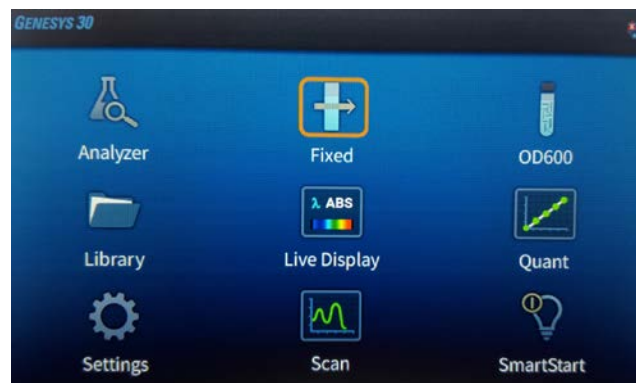 GENESYS 30
Analyzer Fixed OD600
λ ABS
Library Live Display Quant
Settings Scan SmartStart